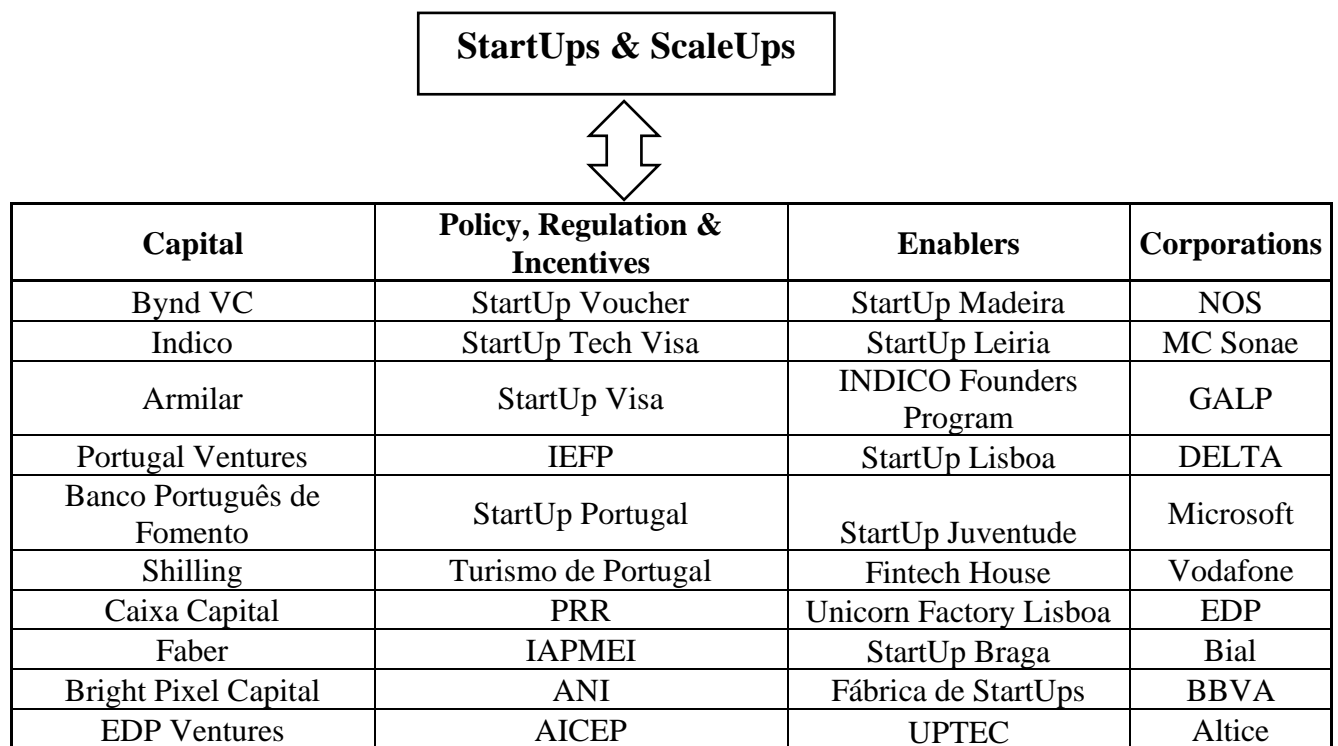 StartUps & ScaleUps
Capital
Policy, Regulation &
Incentives
Enablers
Corporations
Bynd VC
StartUp Voucher
StartUp Madeira
NOS
Indico
StartUp Tech Visa
StartUp Leiria
MC Sonae
Armilar
StartUp Visa
INDICO Founders
Program
GALP
Portugal Ventures
IEFP
StartUp Lisboa
DELTA
Banco Português de
Fomento
StartUp Portugal
StartUp Juventude
Microsoft
Shilling
Turismo de Portugal
Fintech House
Vodafone
Caixa Capital
PRR
Unicorn Factory Lisboa
EDP
Faber
IAPMEI
StartUp Braga
Bial
Bright Pixel Capital
ANI
Fábrica de StartUps
BBVA
EDP Ventures
AICEP
UPTEC
Altice